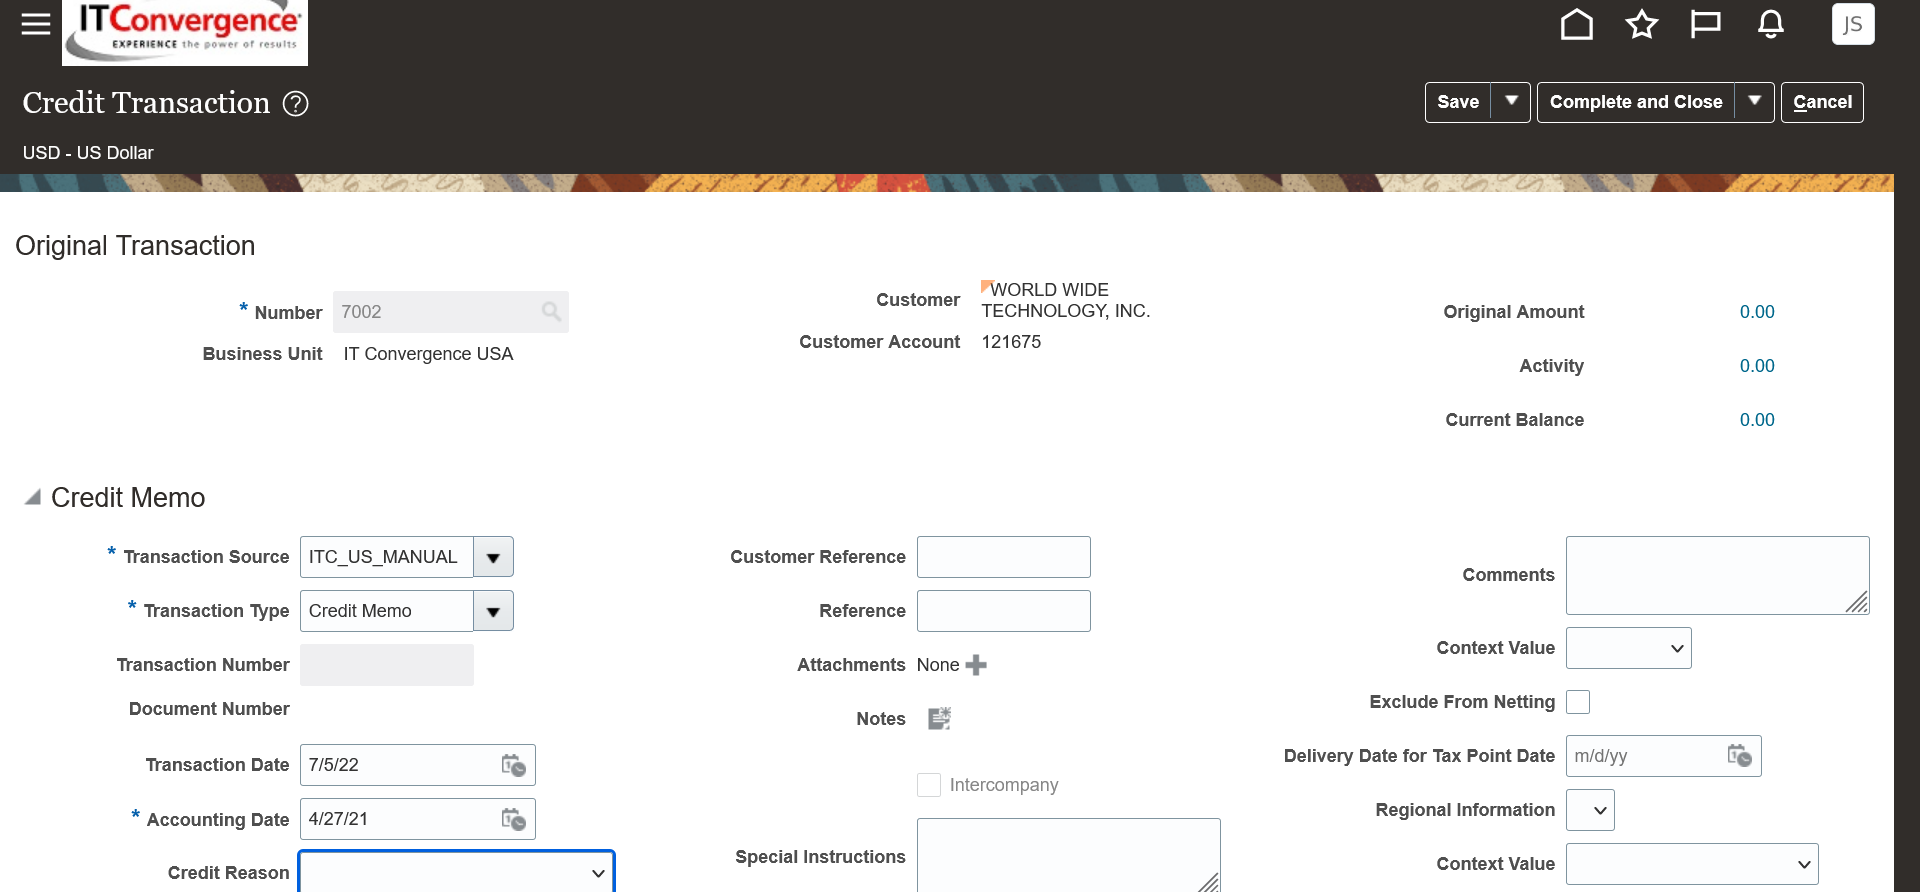 ITConvergence
EXPERIENCE the power of results
JS
Credit Transaction ?
Save
Complete and Close
Cancel
USD - US Dollar
Original Transaction
* Number 7002
Business Unit IT Convergence USA
Customer WORLD WIDE
TECHNOLOGY, INC.
Customer Account 121675
Original Amount 0.00
Activity 0.00
Current Balance 0.00
Credit Memo
* Transaction Source ITC_US_MANUAL
* Transaction Type Credit Memo
Transaction Number
Document Number
Transaction Date 7/5/22
* Accounting Date 4/27/21
Credit Reason
Customer Reference
Reference
Attachments None
Notes
Intercompany
Special Instructions
Comments
Context Value
Exclude From Netting
Delivery Date for Tax Point Date m/d/yy
Regional Information
Context Value